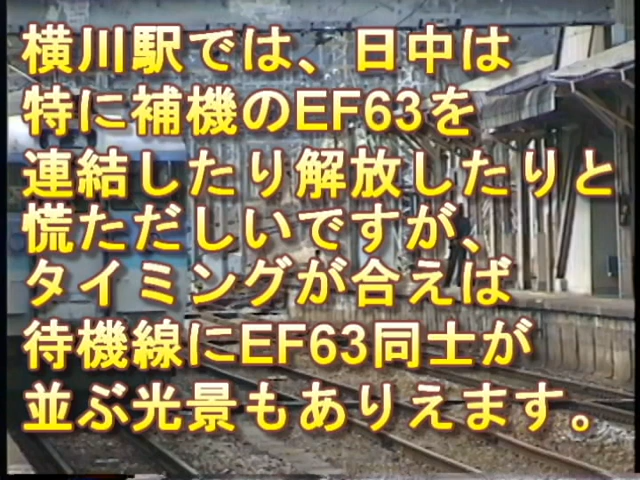 横川駅では、日中は
特に補機のEF63を
連結したり解放したりと
慌ただしいですが、
タイミングが合えば
待機線にEF63同士が
並ぶ光景もありえます。